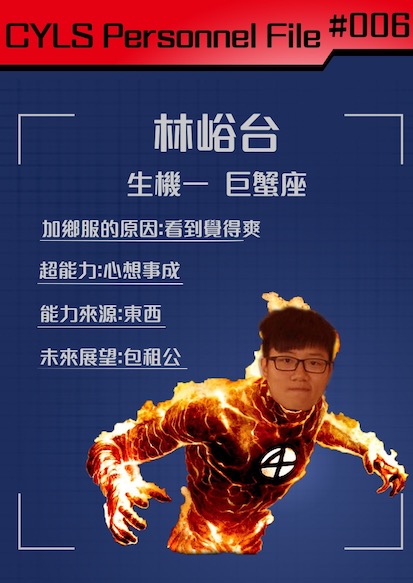 CYLS Personnel File #006
林峪台
生機一 巨蟹座
加鄉服的原因:看到覺得爽
超能力:心想事成
能力來源:東西
未來展望:包租公
4